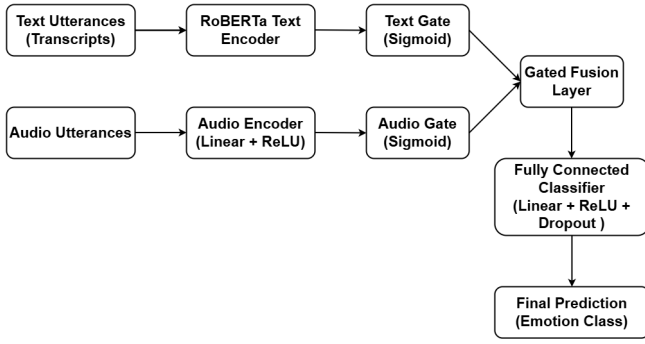 Text Utterances
(Transcripts)
RoBERTa Text
Encoder
Text Gate
(Sigmoid)
Gated Fusion
Layer
Audio Utterances
Audio Encoder
(Linear + ReLU)
Audio Gate
(Sigmoid)
Fully Connected
Classifier
(Linear + ReLU +
Dropout )
Final Prediction
(Emotion Class)